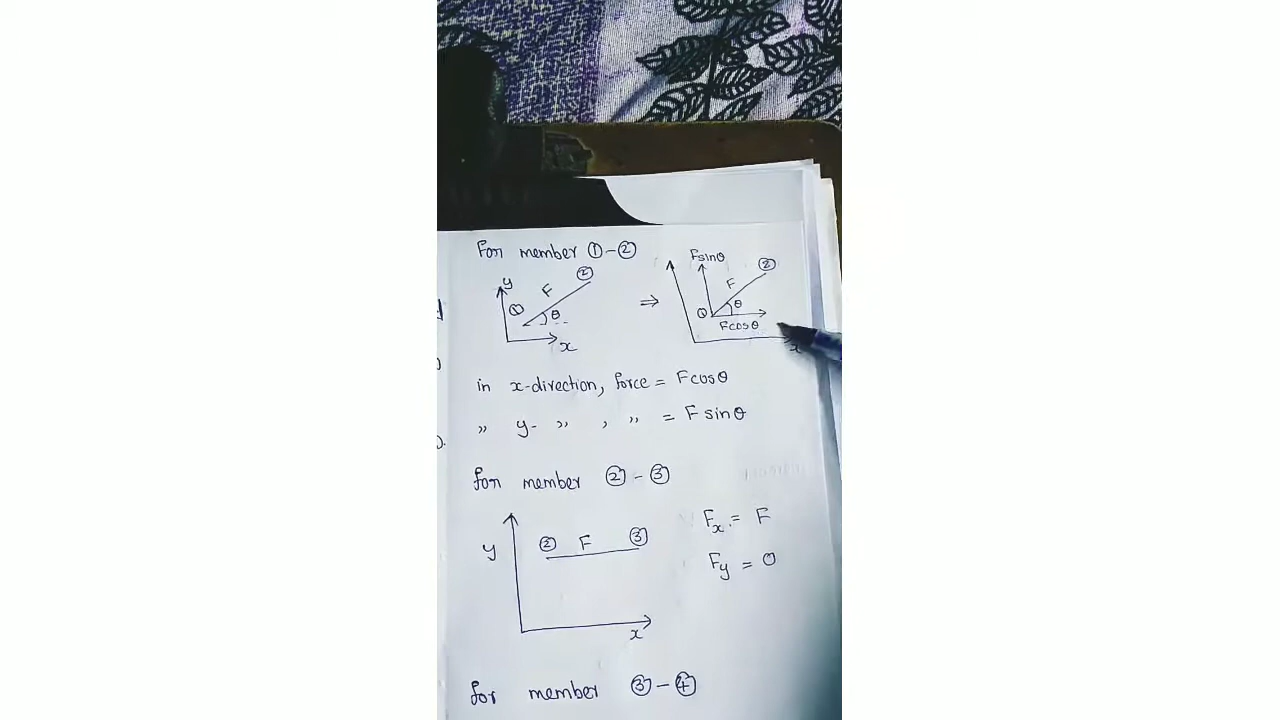 for member ①-②
y F ② ① θ x
⇒
Fsinθ ② F ① θ Fcosθ x
in x-direction, force = Fcosθ
,, y- ,, , ,, = Fsinθ
for member ②-③
y ② F ③ x
Fx = F
Fy = 0
for member ③-④